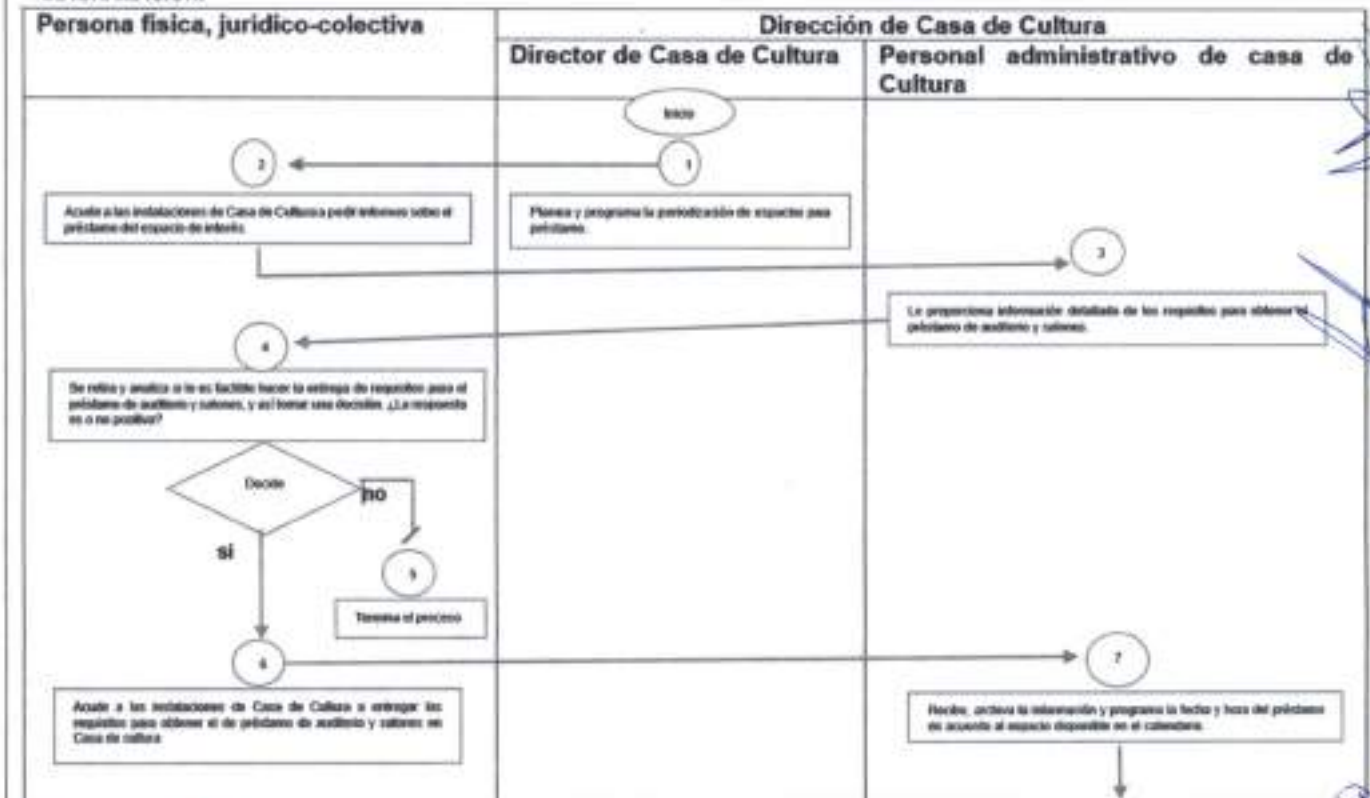 Persona fisica, jurídico-colectiva
Dirección de Casa de Cultura
Director de Casa de Cultura
Personal administrativo de casa de
Cultura
Inicio
2
1
Acude a las instalaciones de Casa de Cultura a pedir informes sobre el
préstamo del espacio de interés.
Planea y programa la periodización de espacios para
préstamo.
3
Le proporciona información detallada de los requisitos para obtener el
préstamo de auditorio y salones.
4
Se retira y analiza si le es factible hacer la entrega de requisitos para el
préstamo de auditorio y salones, y así tomar una decisión. ¿La respuesta
es o no positiva?
Decide
no
si
5
Termina el proceso
6
7
Acude a las instalaciones de Casa de Cultura a entregar los
requisitos para obtener el de préstamo de auditorio y salones en
Casa de cultura
Recibe, archiva la información y programa la fecha y hora del préstamo
de acuerdo al espacio disponible en el calendario.